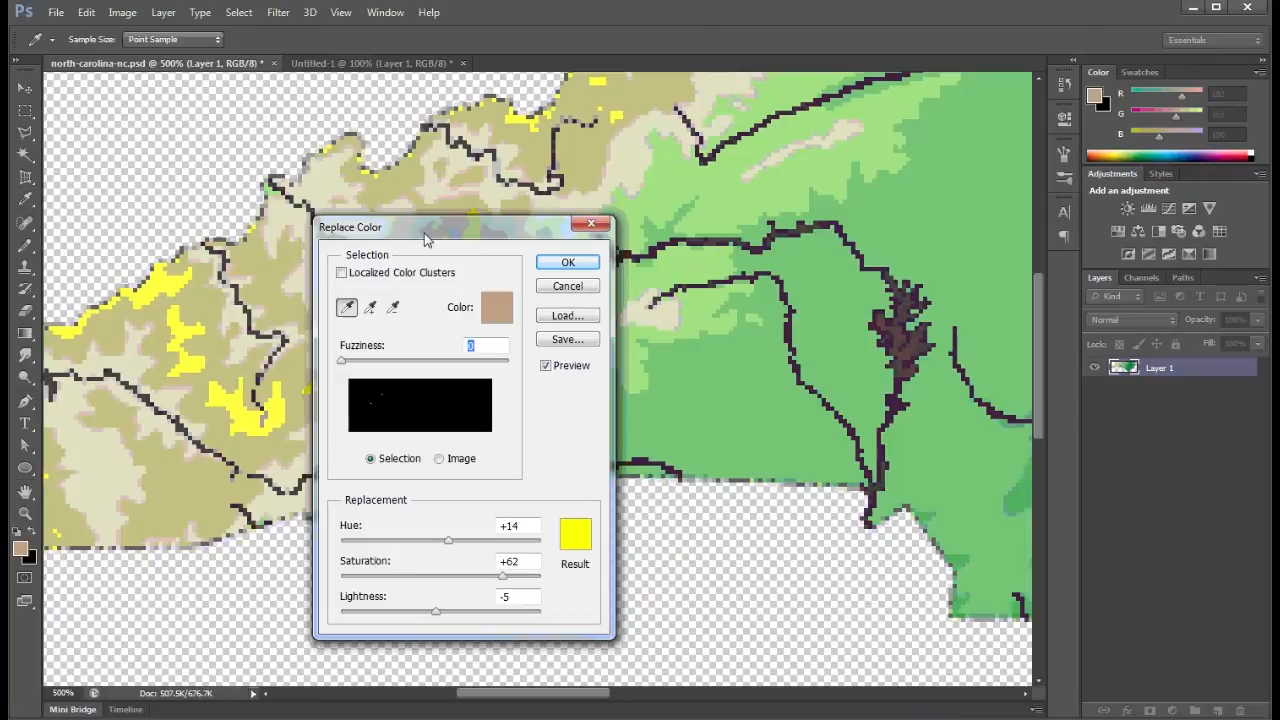 Ps File Edit Image Layer Type Select Filter 3D View Window Help
Sample Size: Point Sample Essentials
north-carolina-nc.psd @ 500% (Layer 1, RGB/8) * × Untitled-1 @ 100% (Layer 1, RGB/8) * ×
Color Swatches
R
G
B
Adjustments Styles
Add an adjustment
Replace Color
Selection
Localized Color Clusters
OK
Cancel
Color:
Load...
Fuzziness: 0
Save...
Preview
Selection Image
Replacement
Hue: +14
Saturation: +62
Result
Lightness: -5
Layers Channels Paths
Kind
Normal Opacity: 100%
Lock: Fill: 100%
Layer 1
500% Doc: 507.5K/676.7K
Mini Bridge Timeline